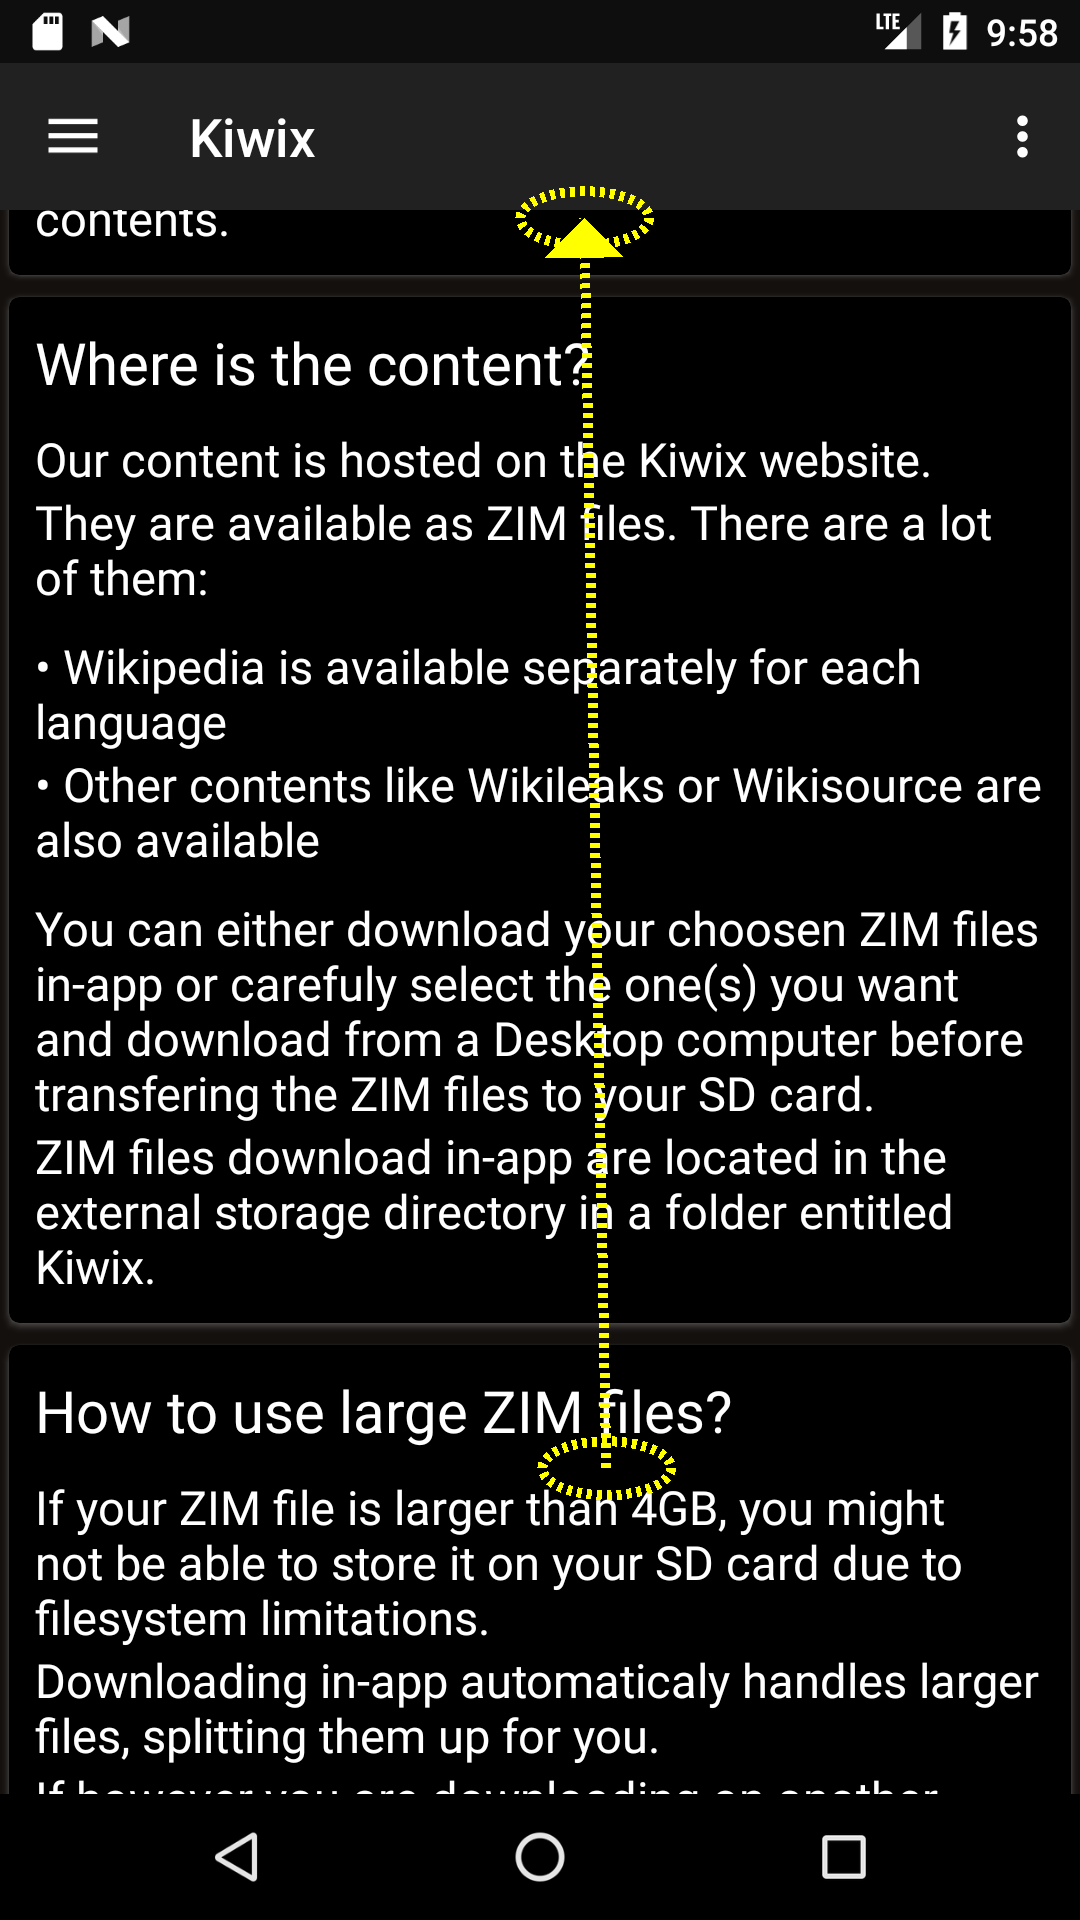 LTE 9:58
Kiwix
contents.
Where is the content?
Our content is hosted on the Kiwix website.
They are available as ZIM files. There are a lot
of them:
• Wikipedia is available separately for each
language
• Other contents like Wikileaks or Wikisource are
also available
You can either download your choosen ZIM files
in-app or carefuly select the one(s) you want
and download from a Desktop computer before
transfering the ZIM files to your SD card.
ZIM files download in-app are located in the
external storage directory in a folder entitled
Kiwix.
How to use large ZIM files?
If your ZIM file is larger than 4GB, you might
not be able to store it on your SD card due to
filesystem limitations.
Downloading in-app automaticaly handles larger
files, splitting them up for you.
If however you are downloading on another